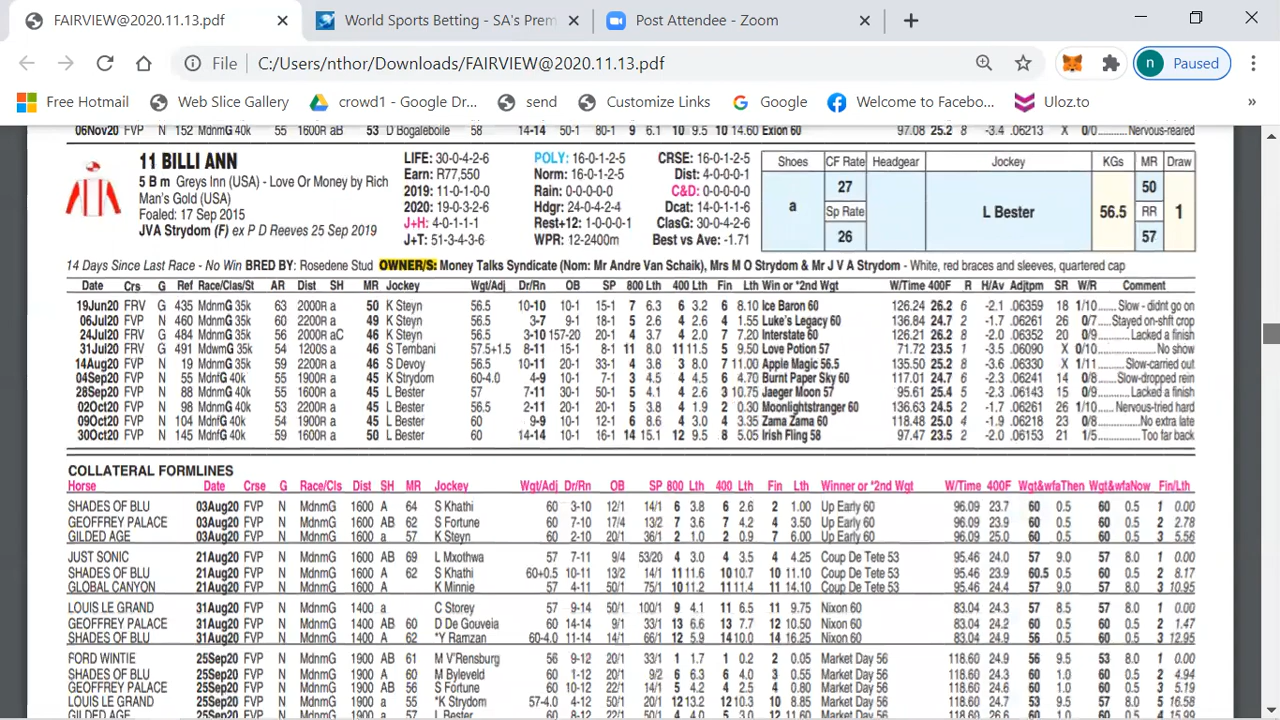 FAIRVIEW@2020.11.13.pdf
World Sports Betting - SA's Prem
Post Attendee - Zoom
File C:/Users/nthor/Downloads/FAIRVIEW@2020.11.13.pdf n Paused
Free Hotmail Web Slice Gallery crowd1 - Google Dr... send Customize Links Google Welcome to Facebo... Uloz.to »
06Nov20 FVP N 152 MdnmG 40k 55 1600R aB 53 D Bogaleboile 58 14-14 50-1 80-1 9 6.1 10 9.5 10 14.60 Exion 60 97.08 25.2 8 -3.4 .06213 X 0/0 Nervous-reared
11 BILLI ANN
5 B m Greys Inn (USA) - Love Or Money by Rich
Man's Gold (USA)
Foaled: 17 Sep 2015
JVA Strydom (F) ex P D Reeves 25 Sep 2019
LIFE: 30-0-4-2-6 POLY: 16-0-1-2-5 CRSE: 16-0-1-2-5
Earn: R77,550 Norm: 16-0-1-2-5 Dist: 4-0-0-0-1
2019: 11-0-1-0-0 Rain: 0-0-0-0-0 C&D: 0-0-0-0-0
2020: 19-0-3-2-6 Hdgr: 24-0-4-2-4 Dcat: 14-0-1-1-6
J+H: 4-0-1-1-1 Rest+12: 1-0-0-0-1 ClasG: 30-0-4-2-6
J+T: 51-3-4-3-6 WPR: 12-2400m Best vs Ave: -1.71
Shoes CF Rate Headgear Jockey KGs MR Draw
a 27 L Bester 56.5 50 1
Sp Rate RR
26 57
14 Days Since Last Race - No Win BRED BY: Rosedene Stud OWNER/S: Money Talks Syndicate (Nom: Mr Andre Van Schaik), Mrs M O Strydom & Mr J V A Strydom - White, red braces and sleeves, quartered cap
Date Crs G Ref Race/Clas/St AR Dist SH MR Jockey Wgt/Adj Dr/Rn OB SP 800 Lth 400 Lth Fin Lth Win or *2nd Wgt W/Time 400F R H/Av Adjtpm SR W/R Comment
19Jun20 FRV G 435 MdmwG 35k 63 2000R a 50 K Steyn 56.5 10-10 10-1 15-1 7 6.3 6 3.2 6 8.10 Ice Baron 60 126.24 26.2 6 -2.1 .06359 18 1/10 Slow - didnt go on
06Jul20 FVP N 460 MdmwG 35k 60 2200R a 49 K Steyn 56.5 3-7 9-1 18-1 5 2.6 4 2.6 4 1.55 Luke's Legacy 60 136.84 24.7 2 -1.7 .06261 26 0/7 Stayed on-shft crop
24Jul20 FRV G 484 MdmwG 35k 56 2000R aC 46 K Steyn 56.5 3-10 157-20 20-1 4 3.7 4 2.0 7 7.20 Interstate 60 126.21 26.2 8 -2.0 .06338 20 0/9 Lacked a finish
31Jul20 FRV G 491 MwmG 35k 54 1200S a 46 S Tembani 57.5+1.5 8-11 15-1 8-1 11 8.0 11 11.5 5 9.50 Love Potion 57 71.72 23.5 1 -3.5 .06090 X 0/10 No show
14Aug20 FVP N 19 MdmwG 35k 59 2200R a 46 S Devoy 56.5 10-11 20-1 33-1 4 3.8 3 8.0 7 11.00 Apple Magic 56.5 135.50 25.2 4 -3.6 .06330 X 1/11 Slow-carried out
04Sep20 FVP N 55 MdnfG 40k 55 1900R a 45 K Strydom 60-4.0 4-9 10-1 7-1 3 4.5 4 4.5 6 4.70 Burnt Paper Sky 60 117.01 24.7 6 -2.3 .06241 14 0/8 Slow-dropped rein
28Sep20 FVP N 88 MdmwG 40k 55 1600R a 45 L Bester 57 7-11 30-1 50-1 5 4.1 4 2.6 3 10.75 Jaeger Moon 57 95.61 25.4 5 -2.3 .06142 15 0/9 Lacked a finish
02Oct20 FVP N 98 MdmwG 40k 53 2200R a 45 L Bester 56.5 2-11 20-1 20-1 5 3.8 4 1.9 2 0.30 Moonlightstranger 60 136.63 24.5 2 -1.7 .06211 26 1/10 Nervous-tried hard
09Oct20 FVP N 104 MdnfG 40k 54 1900R a 45 L Bester 60 9-9 10-1 20-1 6 4.6 4 3.0 4 3.35 Zama Zama 60 118.48 25.0 4 -1.9 .06248 23 0/8 No extra late
30Oct20 FVP N 145 MdnfG 40k 59 1600R a 50 L Bester 60 14-14 10-1 16-1 14 15.1 12 9.5 8 5.05 Irish Fling 58 97.47 23.5 2 -2.0 .06153 21 1/5 Too far back
COLLATERAL FORMLINES
Horse Date Crse G Race/Cls Dist SH MR Jockey Wgt/Adj Dr/Rn OB SP 800 Lth 400 Lth Fin Lth Winner or *2nd Wgt W/Time 400F Wgt&wfaThen Wgt&wfaNow Fin/Lth
SHADES OF BLU 03Aug20 FVP N MdnmG 1600 A 64 S Khathi 60 3-10 12/1 14/1 6 3.8 6 2.6 2 1.00 Up Early 60 96.09 23.7 60 0.5 60 0.5 1 0.00
GEOFFREY PALACE 03Aug20 FVP N MdnmG 1600 AB 62 S Fortune 60 7-10 17/4 13/2 7 3.6 7 4.2 4 3.50 Up Early 60 96.09 23.9 60 0.5 60 0.5 2 2.78
GILDED AGE 03Aug20 FVP N MdnmG 1600 a 57 K Steyn 60 2-10 20/1 36/1 2 1.0 2 0.9 7 6.00 Up Early 60 96.09 25.0 60 0.5 60 0.5 3 5.56
JUST SONIC 21Aug20 FVP N MdnmG 1600 AB 69 L Mxothwa 57 7-11 9/4 53/20 4 3.0 4 3.5 4 4.25 Coup De Tete 53 95.46 24.3 57 9.0 57 8.0 1 0.00
SHADES OF BLU 21Aug20 FVP N MdnmG 1600 A 62 S Khathi 60+0.5 10-11 13/2 14/1 11 11.6 10 10.7 10 11.10 Coup De Tete 53 95.46 23.9 60.5 0.5 60 0.5 2 8.17
GLOBAL CANYON 21Aug20 FVP N MdnmG 1600 A K Minnie 57 4-11 50/1 75/1 10 11.2 11 11.4 11 14.10 Coup De Tete 53 95.46 24.4 57 9.0 57 8.0 3 10.95
LOUIS LE GRAND 31Aug20 FVP N MdnmG 1400 a C Storey 57 9-14 50/1 100/1 9 4.1 11 6.5 11 9.75 Nixon 60 83.04 24.3 57 8.5 57 8.0 1 0.00
GEOFFREY PALACE 31Aug20 FVP N MdnmG 1400 AB 60 D De Gouveia 60 14-14 9/1 33/1 13 6.6 13 7.7 12 10.50 Nixon 60 83.04 24.2 60 0.5 60 0.5 2 1.47
SHADES OF BLU 31Aug20 FVP N MdnmG 1400 A 62 *Y Ramzan 60-4.0 11-14 12/1 66/1 12 5.9 14 10.0 14 16.25 Nixon 60 83.04 24.9 56 0.5 60 0.5 3 12.95
FORD WINTIE 25Sep20 FVP N MdnmG 1900 AB 61 M V'Rensburg 56 9-12 20/1 33/1 1 1.7 1 0.2 2 0.05 Market Day 56 118.60 24.9 56 9.5 53 8.0 1 0.00
SHADES OF BLU 25Sep20 FVP N MdnmG 1900 A 60 M Byleveld 60 1-12 20/1 9/2 6 6.3 6 4.0 3 0.55 Market Day 56 118.60 24.2 60 1.0 60 0.5 2 4.94
GEOFFREY PALACE 25Sep20 FVP N MdnmG 1900 AB 56 S Fortune 60 10-12 22/1 14/1 5 4.2 5 2.4 4 0.80 Market Day 56 118.60 24.6 60 1.0 60 0.5 3 5.19
LOUIS LE GRAND 25Sep20 FVP N MdnmG 1900 a 55 *K Strydom 57-4.0 7-12 50/1 20/1 12 13.5 12 6.1 10 8.85 Market Day 56 118.60 24.7 53 9.5 57 8.0 4 16.58